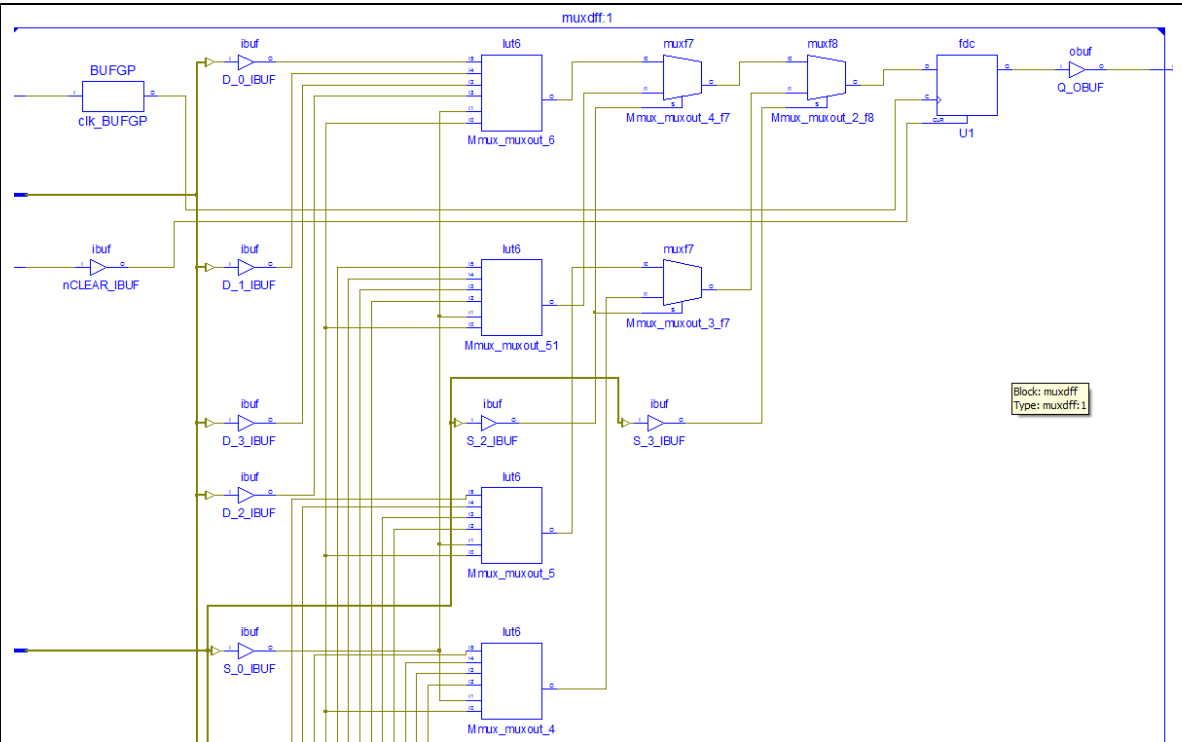 muxdff:1
ibuf
D_0_IBUF
BUFGP
clk_BUFGP
lut6
Mmux_muxout_6
muxf7
Mmux_muxout_4_f7
muxf8
Mmux_muxout_2_f8
fdc
CLR
U1
obuf
Q_OBUF
ibuf
nCLEAR_IBUF
ibuf
D_1_IBUF
lut6
Mmux_muxout_51
muxf7
Mmux_muxout_3_f7
ibuf
D_3_IBUF
ibuf
S_2_IBUF
ibuf
S_3_IBUF
Block: muxdff
Type: muxdff:1
ibuf
D_2_IBUF
lut6
Mmux_muxout_5
ibuf
S_0_IBUF
lut6
Mmux_muxout_4